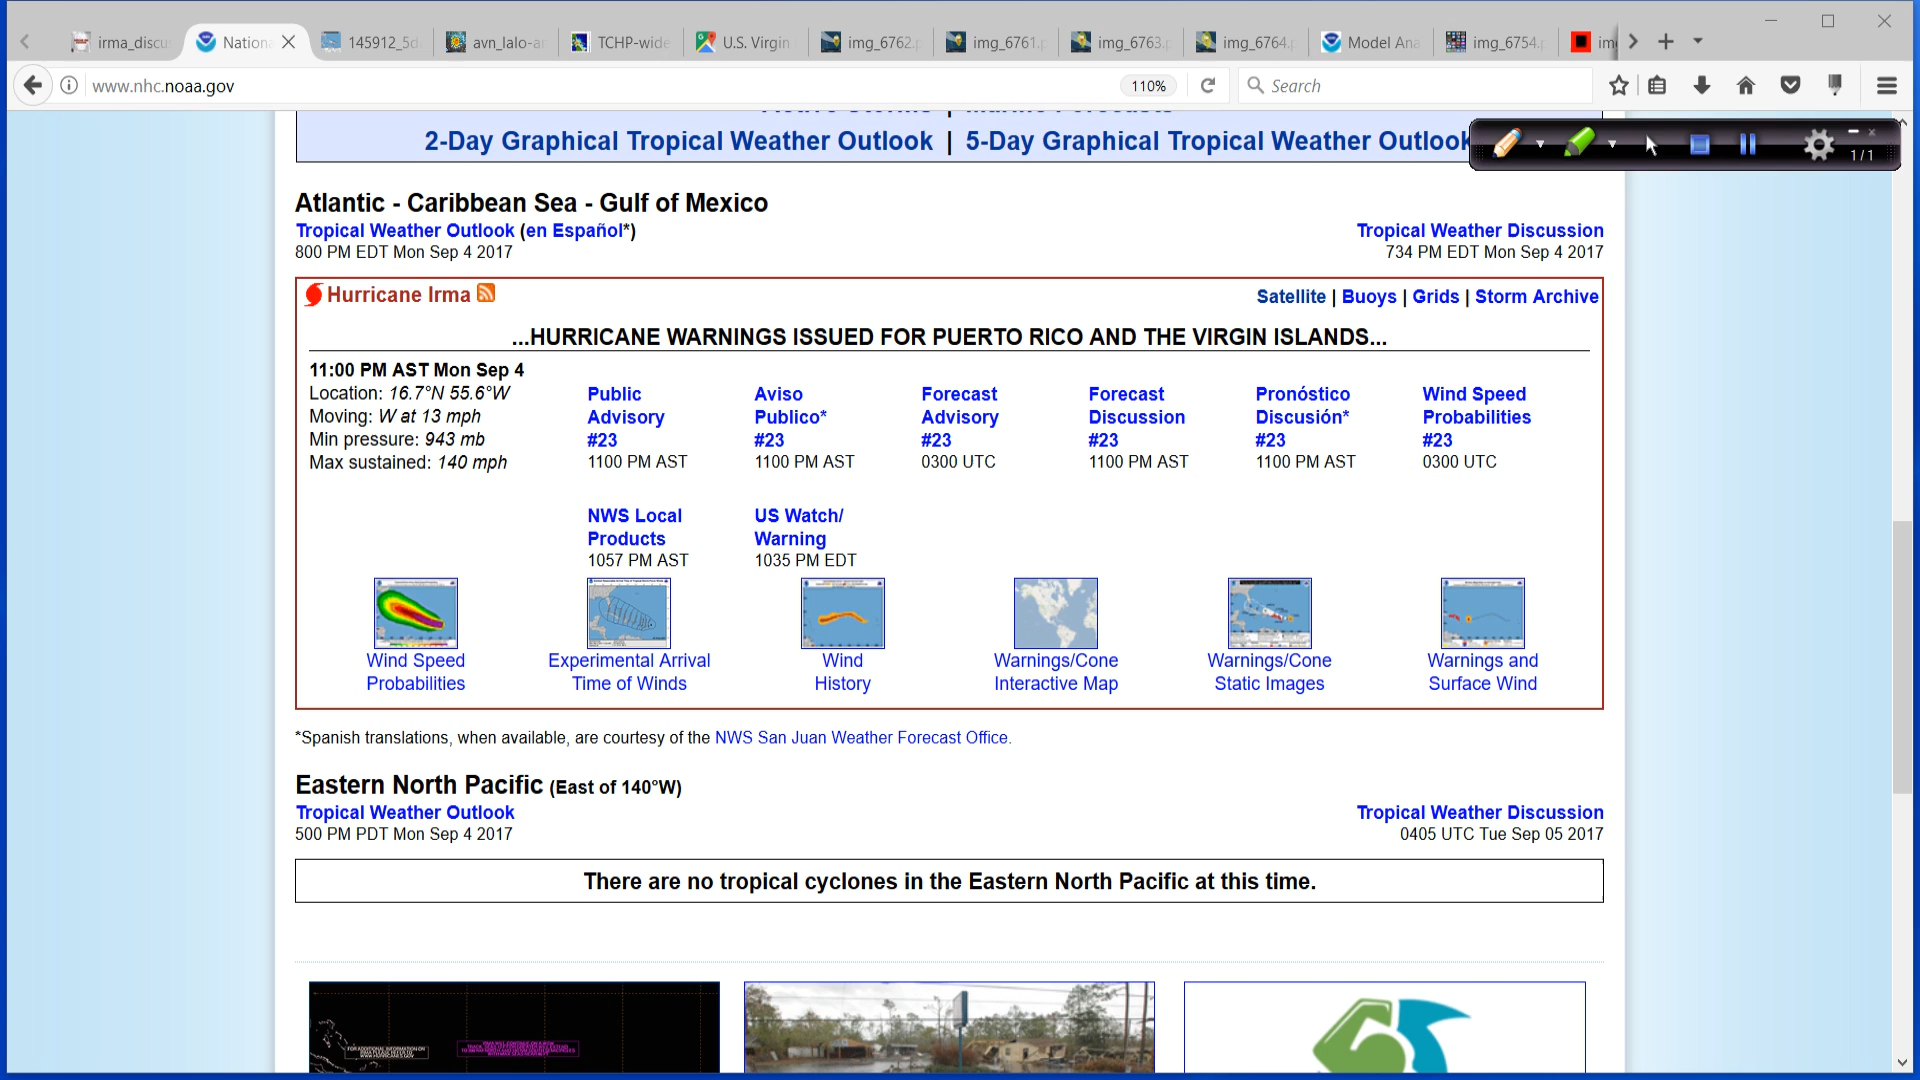 irma_discu
Nationa
145912_5d
avn_lalo-a
TCHP-wide
U.S. Virgin
img_6762.p
img_6761.p
img_6763.p
img_6764.p
Model Ana
img_6754.p
im
www.nhc.noaa.gov
110%
Search
2-Day Graphical Tropical Weather Outlook | 5-Day Graphical Tropical Weather Outlook
1/1
Atlantic - Caribbean Sea - Gulf of Mexico
Tropical Weather Outlook (en Español*)
Tropical Weather Discussion
800 PM EDT Mon Sep 4 2017
734 PM EDT Mon Sep 4 2017
Hurricane Irma
Satellite | Buoys | Grids | Storm Archive
...HURRICANE WARNINGS ISSUED FOR PUERTO RICO AND THE VIRGIN ISLANDS...
11:00 PM AST Mon Sep 4
Location: 16.7°N 55.6°W
Moving: W at 13 mph
Min pressure: 943 mb
Max sustained: 140 mph
Public
Advisory
#23
1100 PM AST
Aviso
Publico*
#23
1100 PM AST
Forecast
Advisory
#23
0300 UTC
Forecast
Discussion
#23
1100 PM AST
Pronóstico
Discusión*
#23
1100 PM AST
Wind Speed
Probabilities
#23
0300 UTC
NWS Local
Products
1057 PM AST
US Watch/
Warning
1035 PM EDT
Wind Speed
Probabilities
Experimental Arrival
Time of Winds
Wind
History
Warnings/Cone
Interactive Map
Warnings/Cone
Static Images
Warnings and
Surface Wind
*Spanish translations, when available, are courtesy of the NWS San Juan Weather Forecast Office.
Eastern North Pacific (East of 140°W)
Tropical Weather Outlook
Tropical Weather Discussion
500 PM PDT Mon Sep 4 2017
0405 UTC Tue Sep 05 2017
There are no tropical cyclones in the Eastern North Pacific at this time.